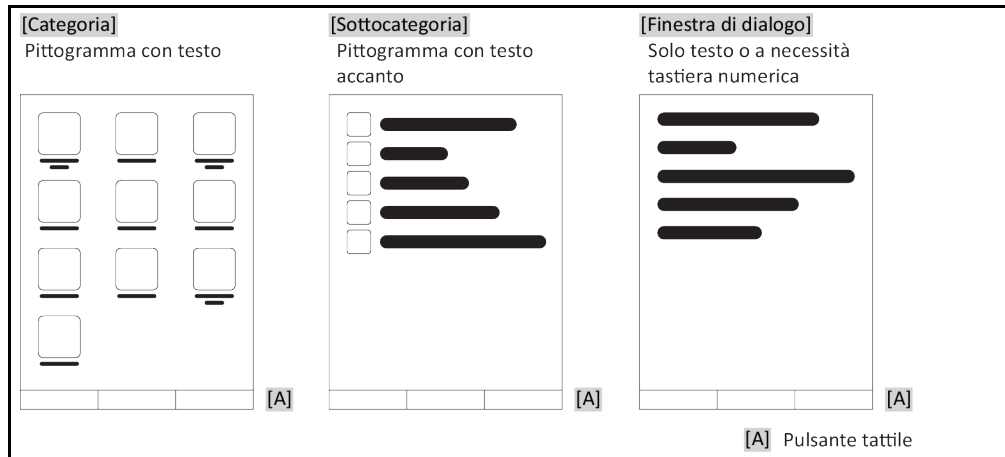 [Categoria]
Pittogramma con testo
[Sottocategoria]
Pittogramma con testo
accanto
[Finestra di dialogo]
Solo testo o a necessità
tastiera numerica
[A]
[A]
[A]
[A] Pulsante tattile